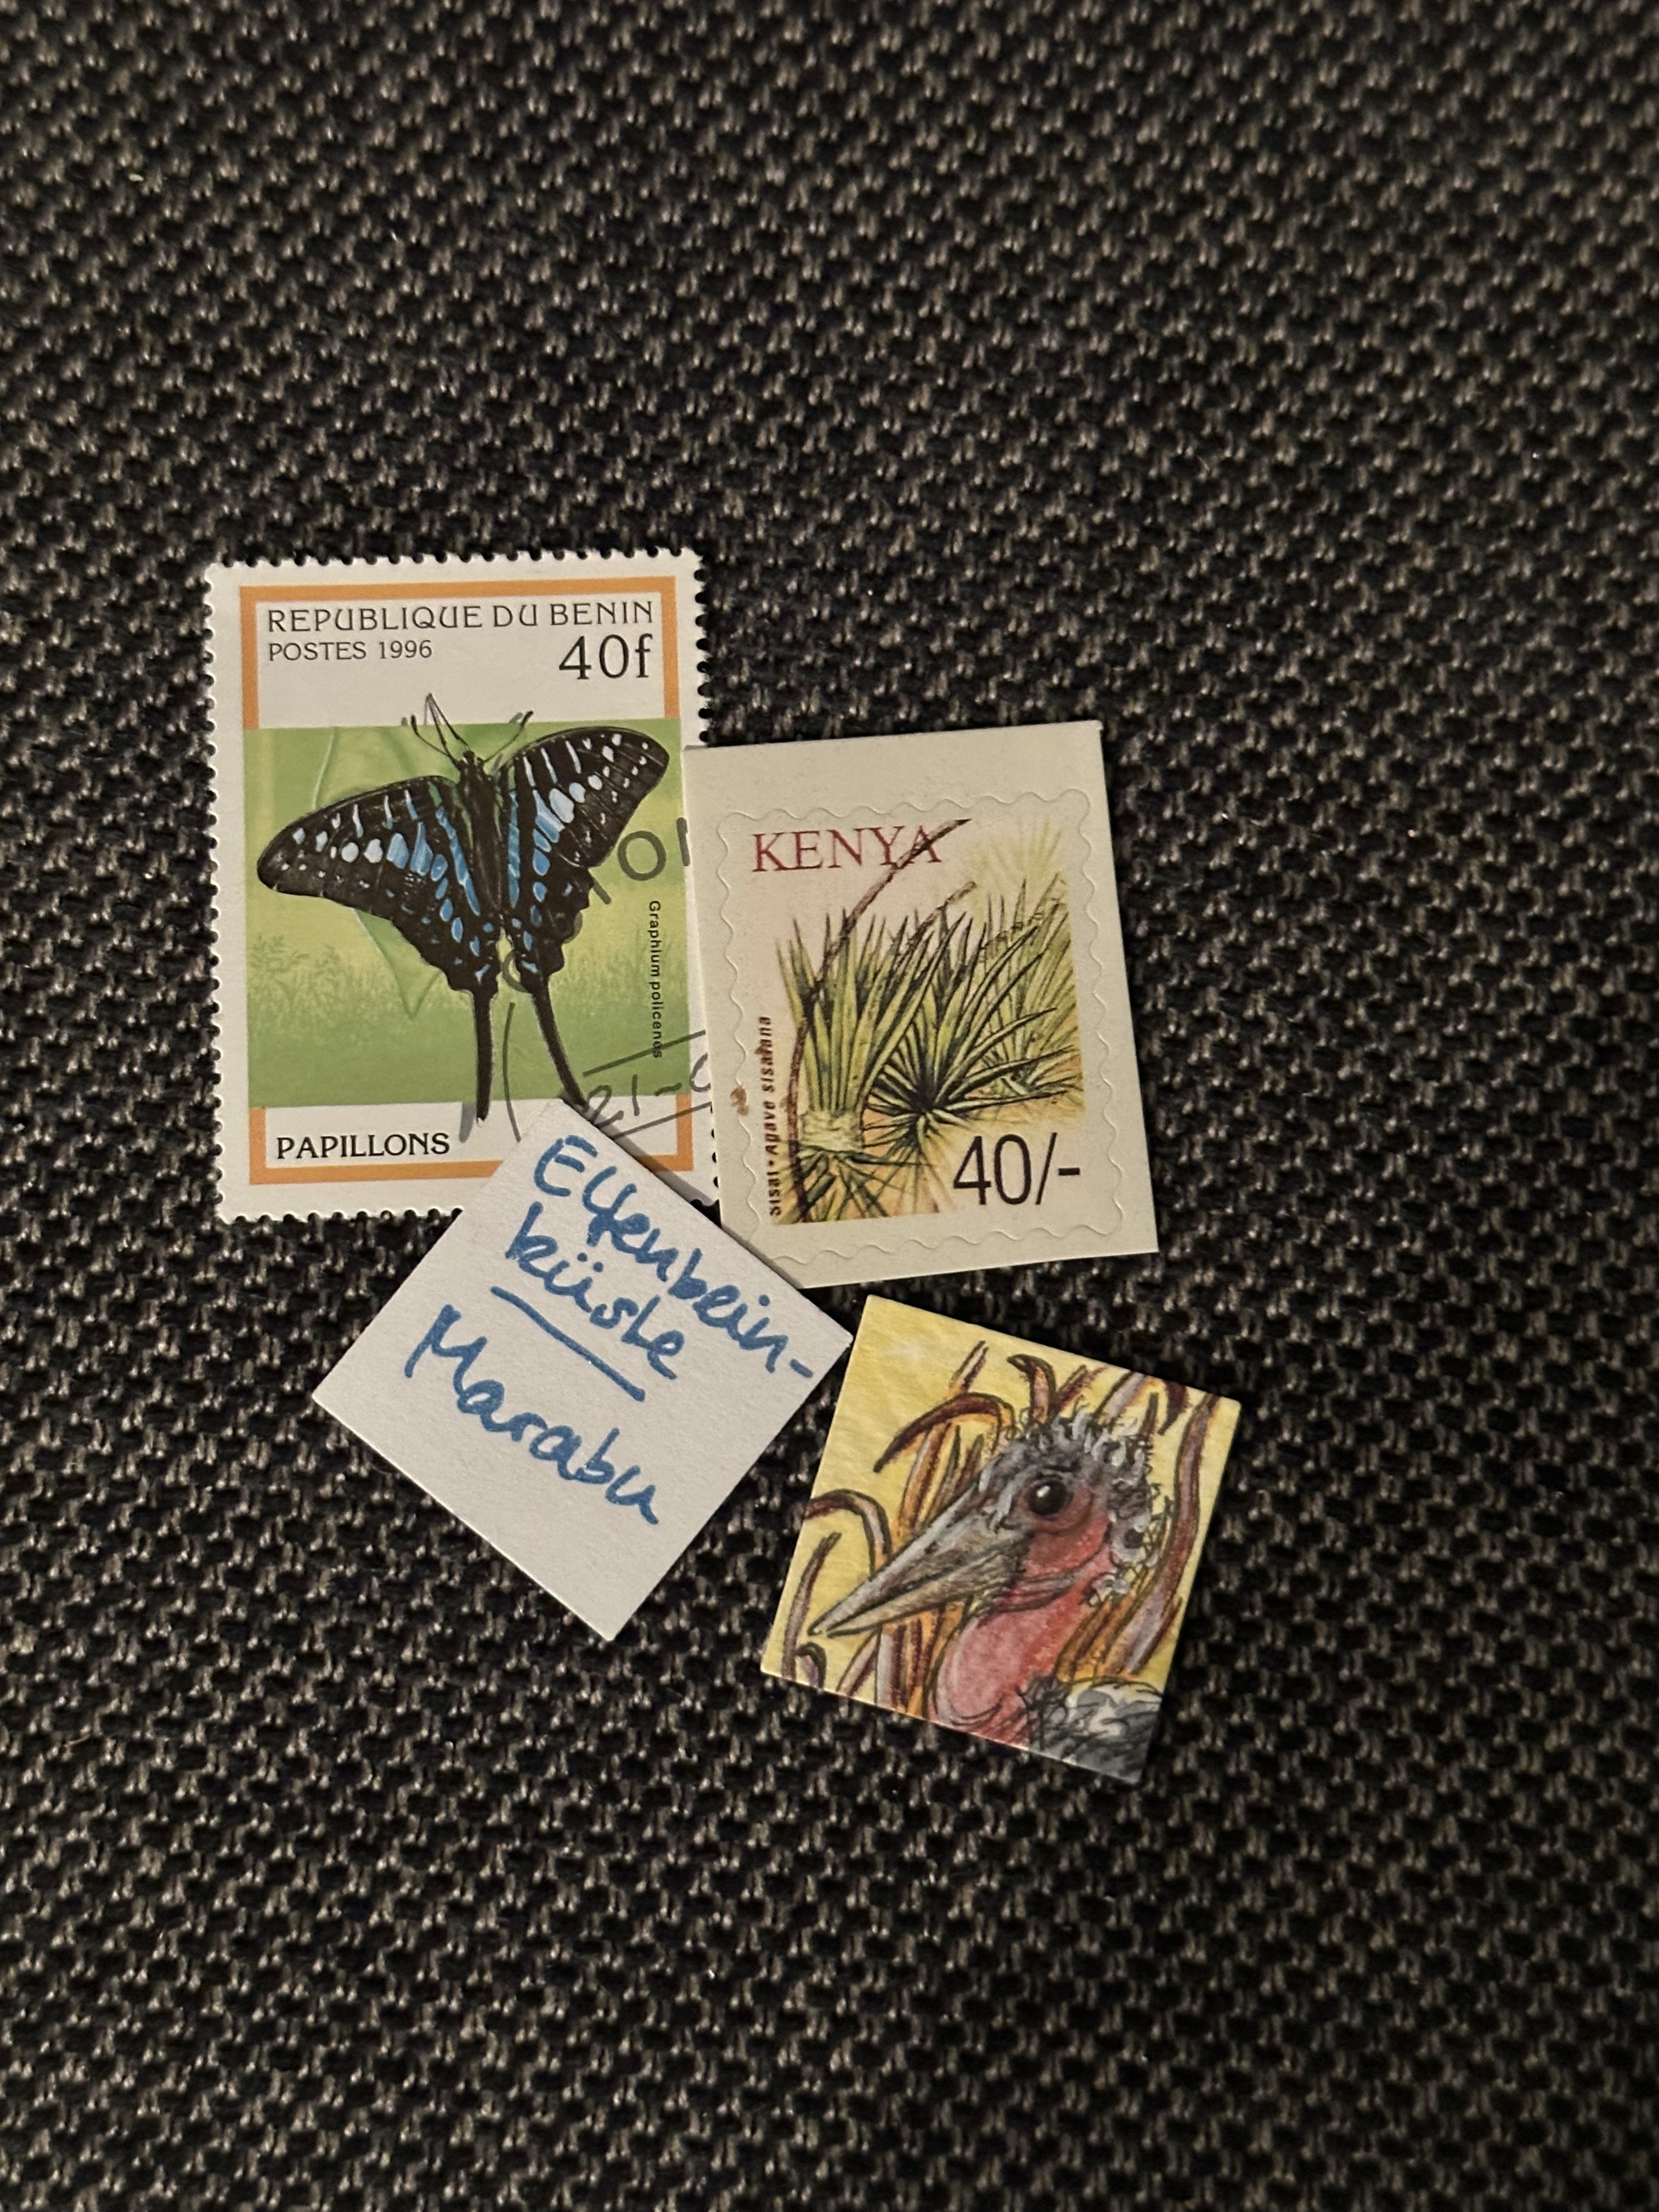 REPUBLIQUE DU BENIN
POSTES 1996
40f
Graphium policenes
PAPILLONS
KENYA
Sisal • Agave sisalana
40/-
Elfenbein-
küste
Marabu